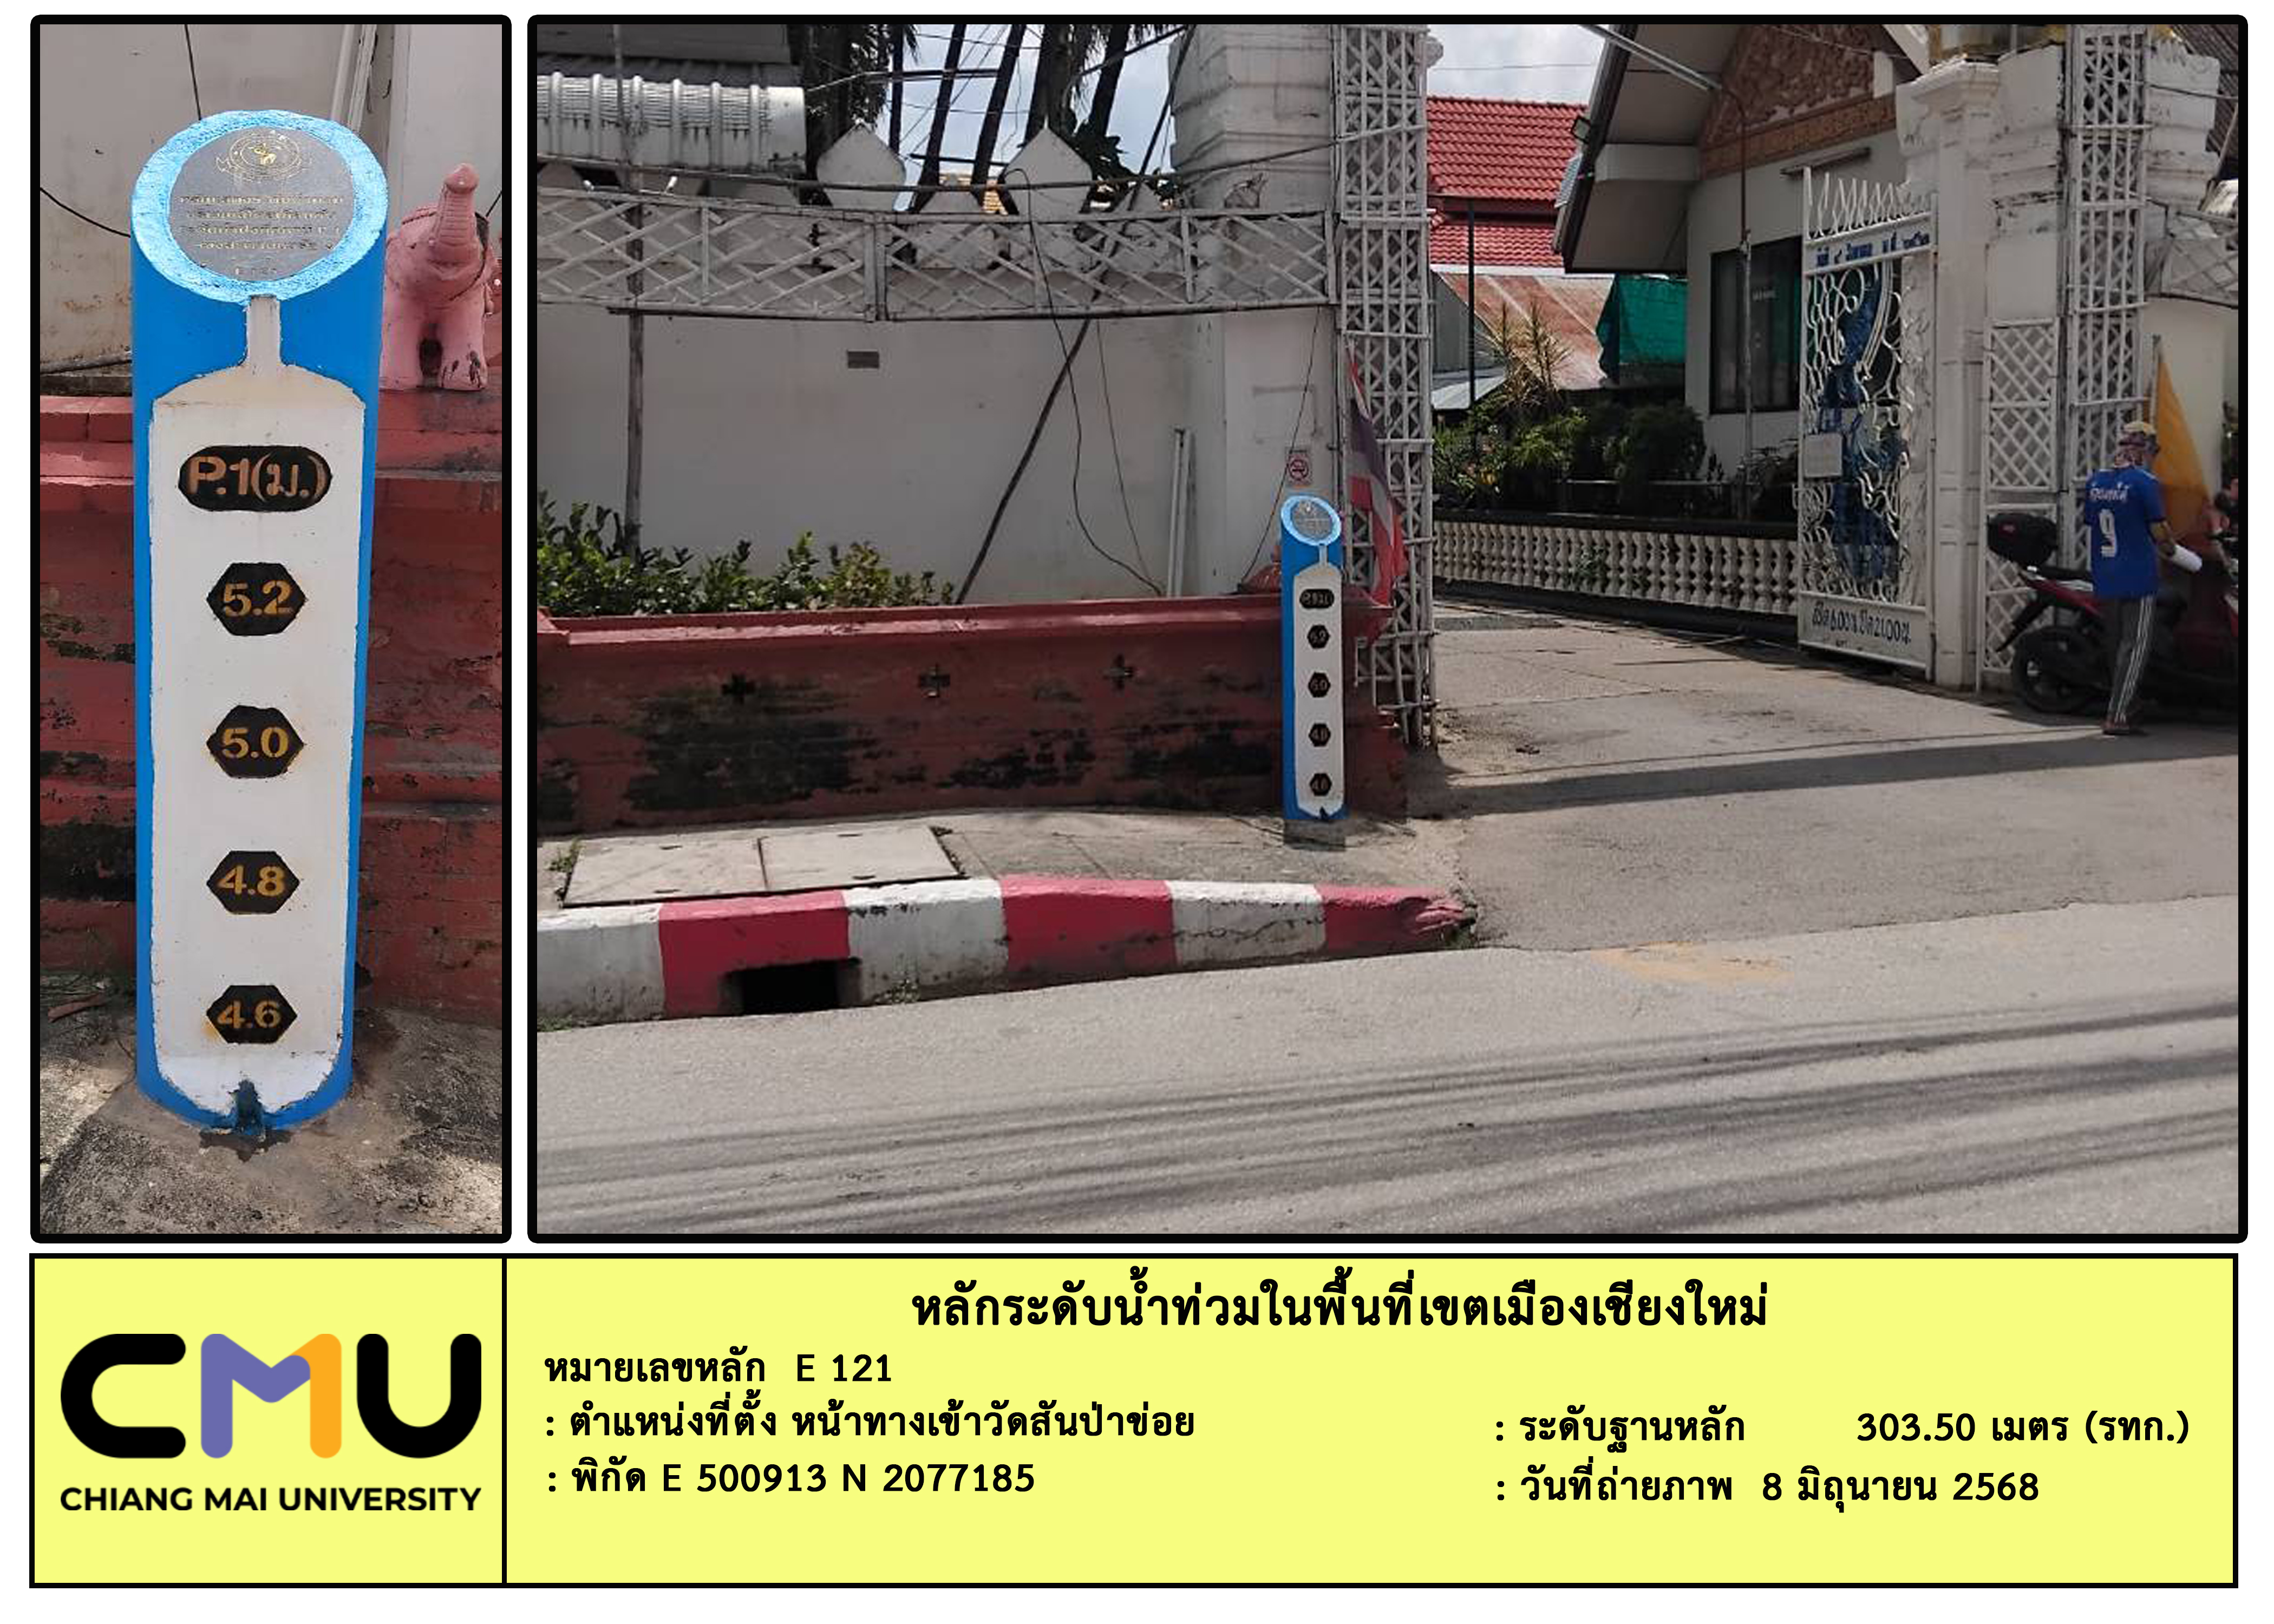 P.1(ม.)
5.2
5.0
4.8
4.6
9
CMU
CHIANG MAI UNIVERSITY
หลักระดับน้ำท่วมในพื้นที่เขตเมืองเชียงใหม่
หมายเลขหลัก E 121
: ตำแหน่งที่ตั้ง หน้าทางเข้าวัดสันป่าข่อย
: พิกัด E 500913 N 2077185
: ระดับฐานหลัก 303.50 เมตร (รทก.)
: วันที่ถ่ายภาพ 8 มิถุนายน 2568